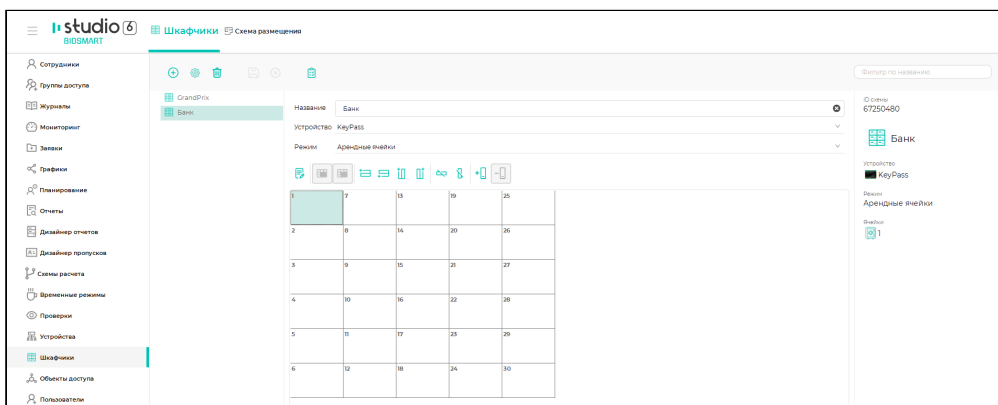 studio 6
BIOSMART
Шкафчики
Схема размещения
Сотрудники
Группы доступа
Журналы
Мониторинг
Заявки
Графики
Планирование
Отчеты
Дизайнер отчетов
Дизайнер пропусков
Схемы расчета
Временные режимы
Проверки
Устройства
Шкафчики
Объекты доступа
Пользователи
Фильтр по названию
GrandPrix
Банк
Название Банк
Устройство KeyPass
Режим Арендные ячейки
1 7 13 19 25
2 8 14 20 26
3 9 15 21 27
4 10 16 22 28
5 11 17 23 29
6 12 18 24 30
ID схемы
67250480
Банк
Устройство
KeyPass
Режим
Арендные ячейки
Ячейки
1